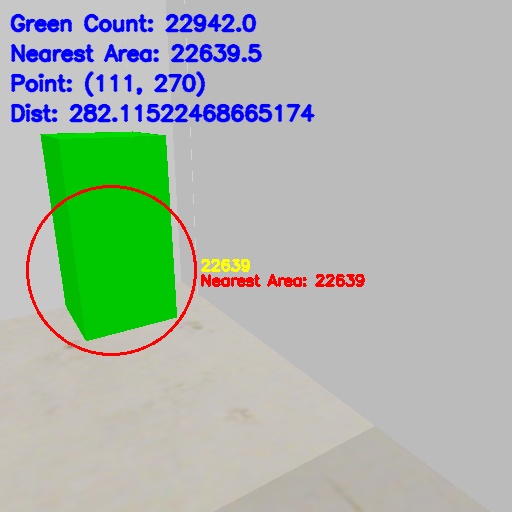 Green Count: 22942.0
Nearest Area: 22639.5
Point: (111, 270)
Dist: 282.11522468665174
22639
Nearest Area: 22639